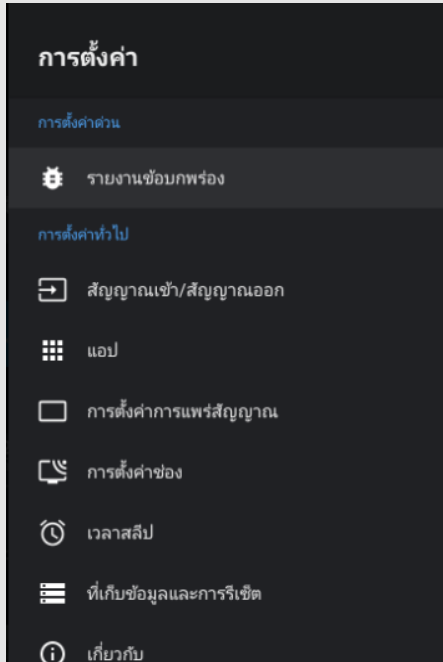 การตั้งค่า
การตั้งค่าด่วน
รายงานข้อบกพร่อง
การตั้งค่าทั่วไป
สัญญาณเข้า/สัญญาณออก
แอป
การตั้งค่าการแพร่สัญญาณ
การตั้งค่าช่อง
เวลาสลีป
ที่เก็บข้อมูลและการรีเซ็ต
เกี่ยวกับ